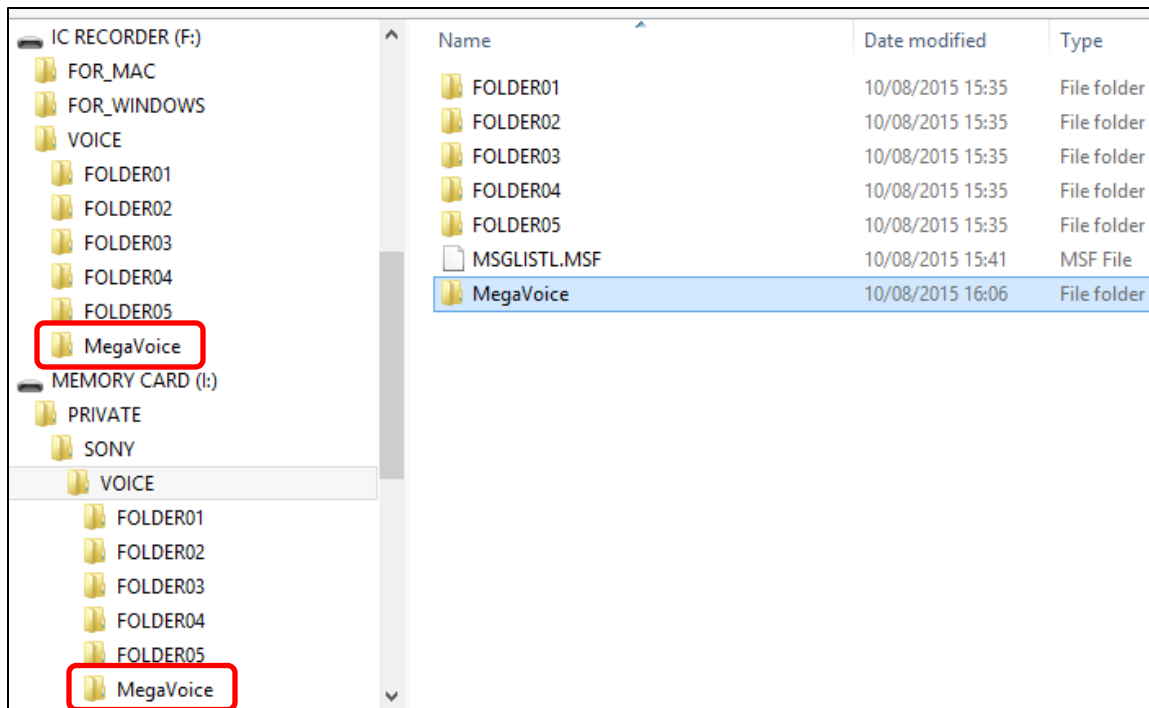 IC RECORDER (F:)
FOR_MAC
FOR_WINDOWS
VOICE
FOLDER01
FOLDER02
FOLDER03
FOLDER04
FOLDER05
MegaVoice
MEMORY CARD (I:)
PRIVATE
SONY
VOICE
FOLDER01
FOLDER02
FOLDER03
FOLDER04
FOLDER05
MegaVoice
Name Date modified Type
FOLDER01 10/08/2015 15:35 File folder
FOLDER02 10/08/2015 15:35 File folder
FOLDER03 10/08/2015 15:35 File folder
FOLDER04 10/08/2015 15:35 File folder
FOLDER05 10/08/2015 15:35 File folder
MSGLISTL.MSF 10/08/2015 15:41 MSF File
MegaVoice 10/08/2015 16:06 File folder